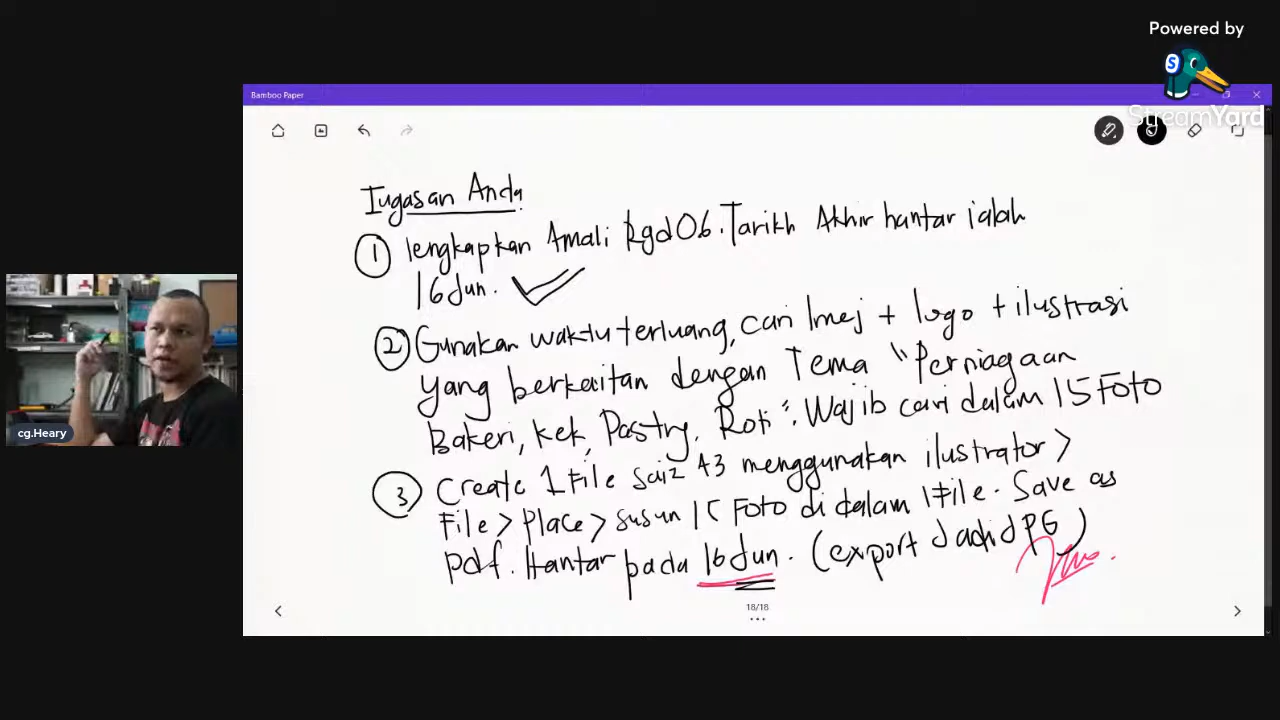 Powered by
StreamYard
Bamboo Paper
Tugasan Anda
1 lengkapkan Amali Rgd06. Tarikh Akhir hantar ialah
16 Jun.
2 Gunakan waktu terluang, cari Imej + logo + ilustrasi
yang berkaitan dengan Tema "Perniagaan
Bakeri, Kek, Pastry, Roti". Wajib cari dalam 15 Foto
3 Create 1 File saiz A3 menggunakan ilustrator >
File > Place > susun 15 Foto di dalam 1 File. Save as
pdf. Hantar pada 16 Jun. (export Jadi JPG)
18/18
cg.Heary